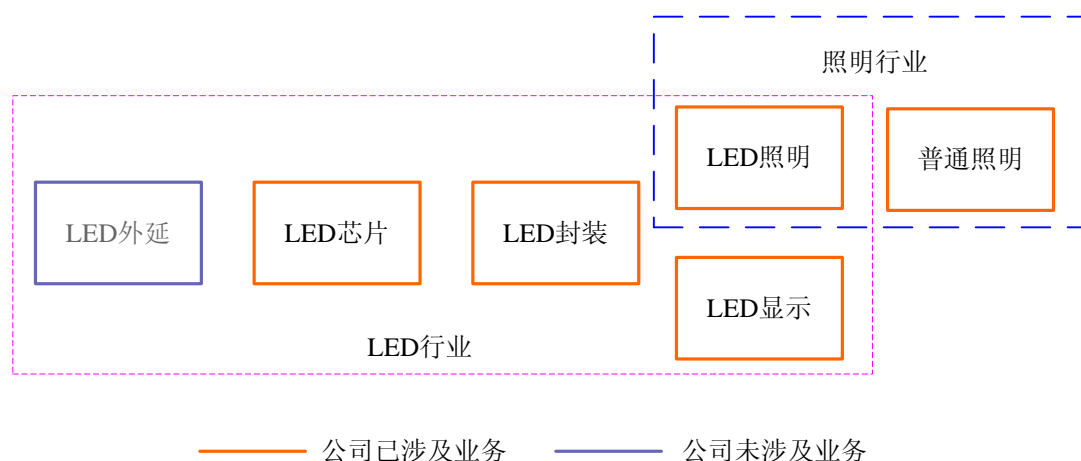 照明行业
LED照明
普通照明
LED外延
LED芯片
LED封装
LED显示
LED行业
公司已涉及业务
公司未涉及业务